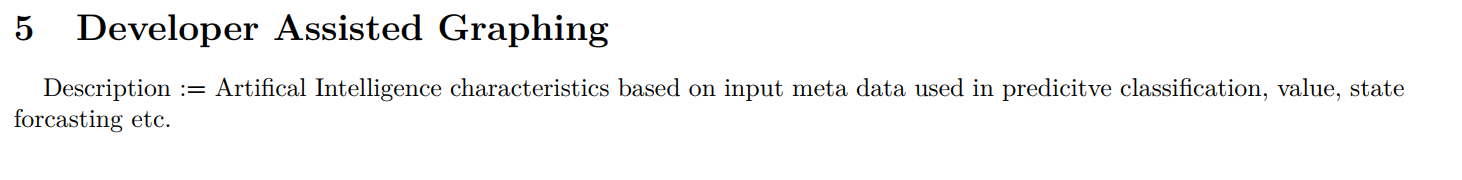 5 Developer Assisted Graphing
Description := Artifical Intelligence characteristics based on input meta data used in predicitve classification, value, state
forcasting etc.